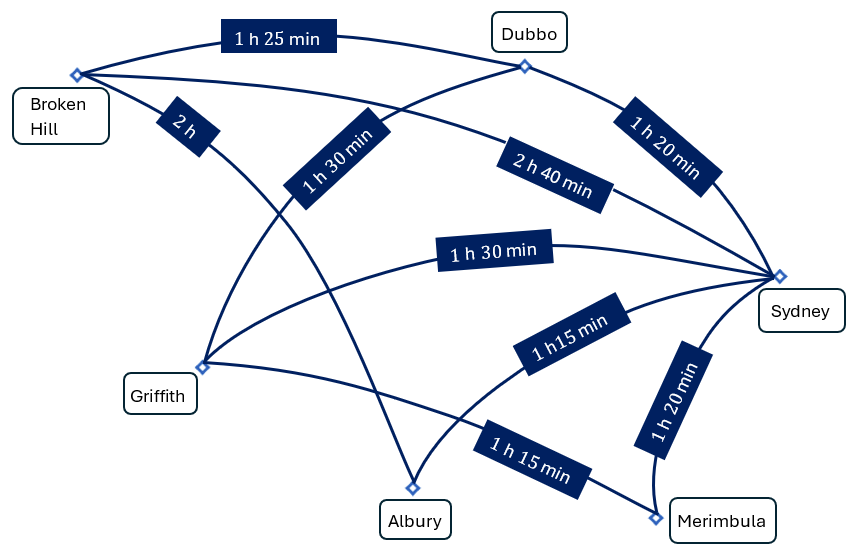 Dubbo
1 h 25 min
Broken
Hill
2 h
1 h 30 min
1 h 20 min
2 h 40 min
1 h 30 min
Sydney
1 h15 min
Griffith
1 h 20 min
1 h 15 min
Albury
Merimbula